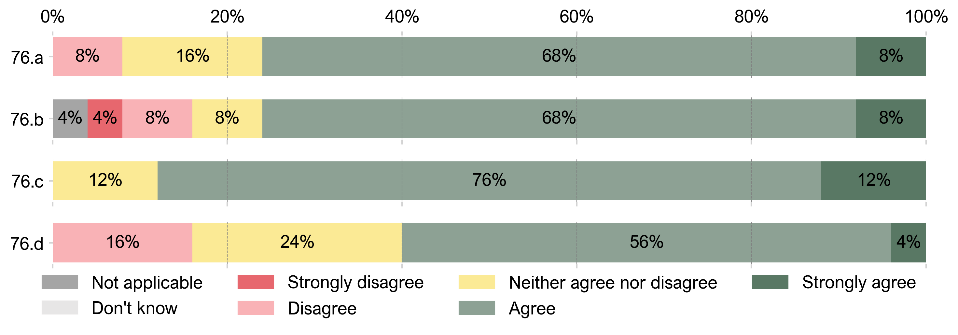 0% 20% 40% 60% 80% 100%
76.a 8% 16% 68% 8%
76.b 4% 4% 8% 8% 68% 8%
76.c 12% 76% 12%
76.d 16% 24% 56% 4%
Not applicable Strongly disagree Neither agree nor disagree Strongly agree
Don't know Disagree Agree